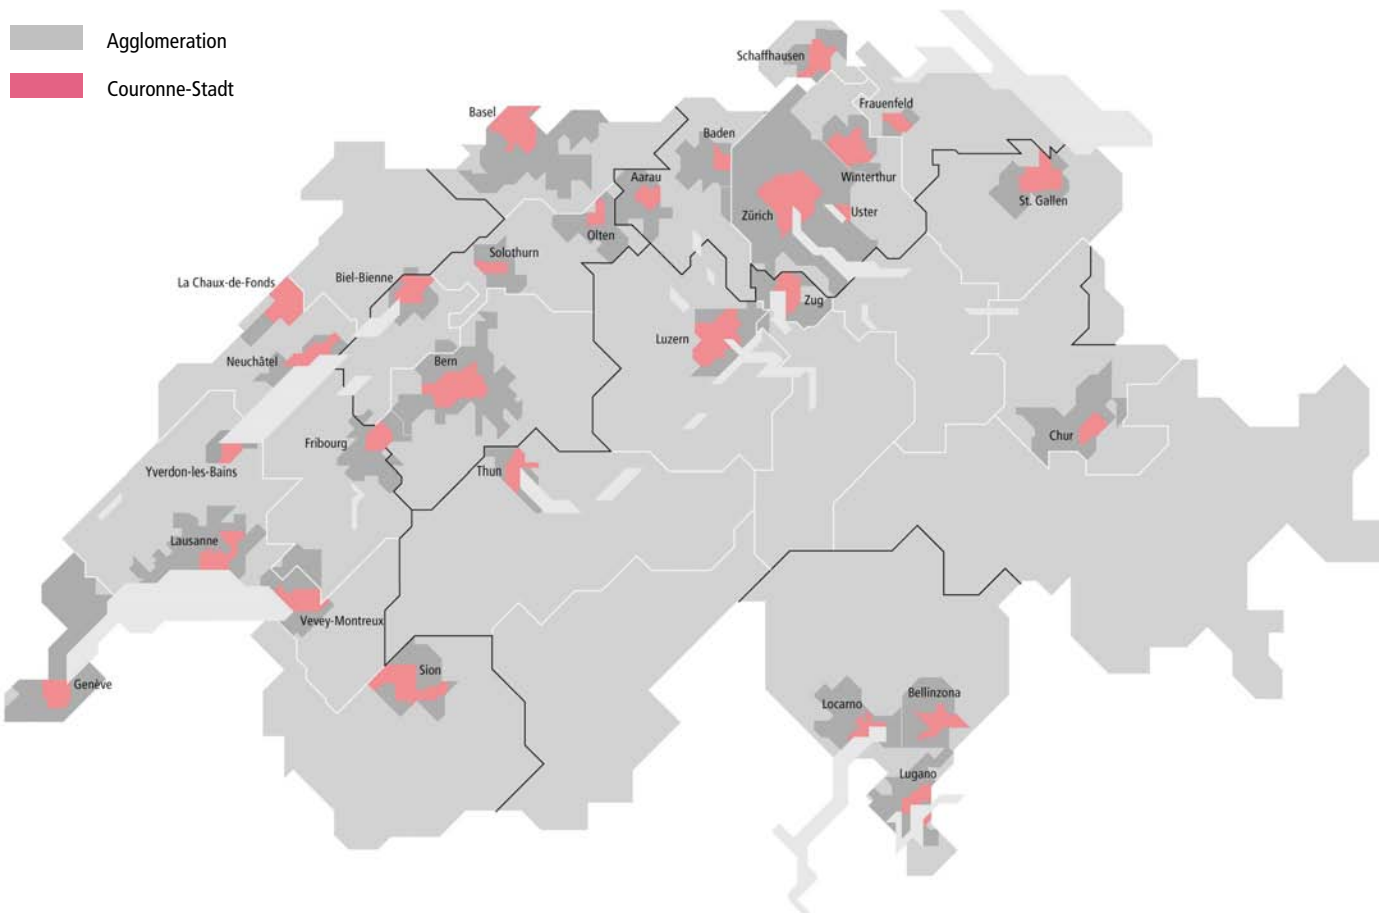 Agglomeration
Couronne-Stadt
Schaffhausen
Frauenfeld
Basel
Baden
Aarau
Winterthur
St. Gallen
Zürich
Uster
Olten
Solothurn
La Chaux-de-Fonds
Biel-Bienne
Zug
Luzern
Neuchâtel
Bern
Chur
Fribourg
Yverdon-les-Bains
Thun
Lausanne
Vevey-Montreux
Sion
Genève
Locarno
Bellinzona
Lugano